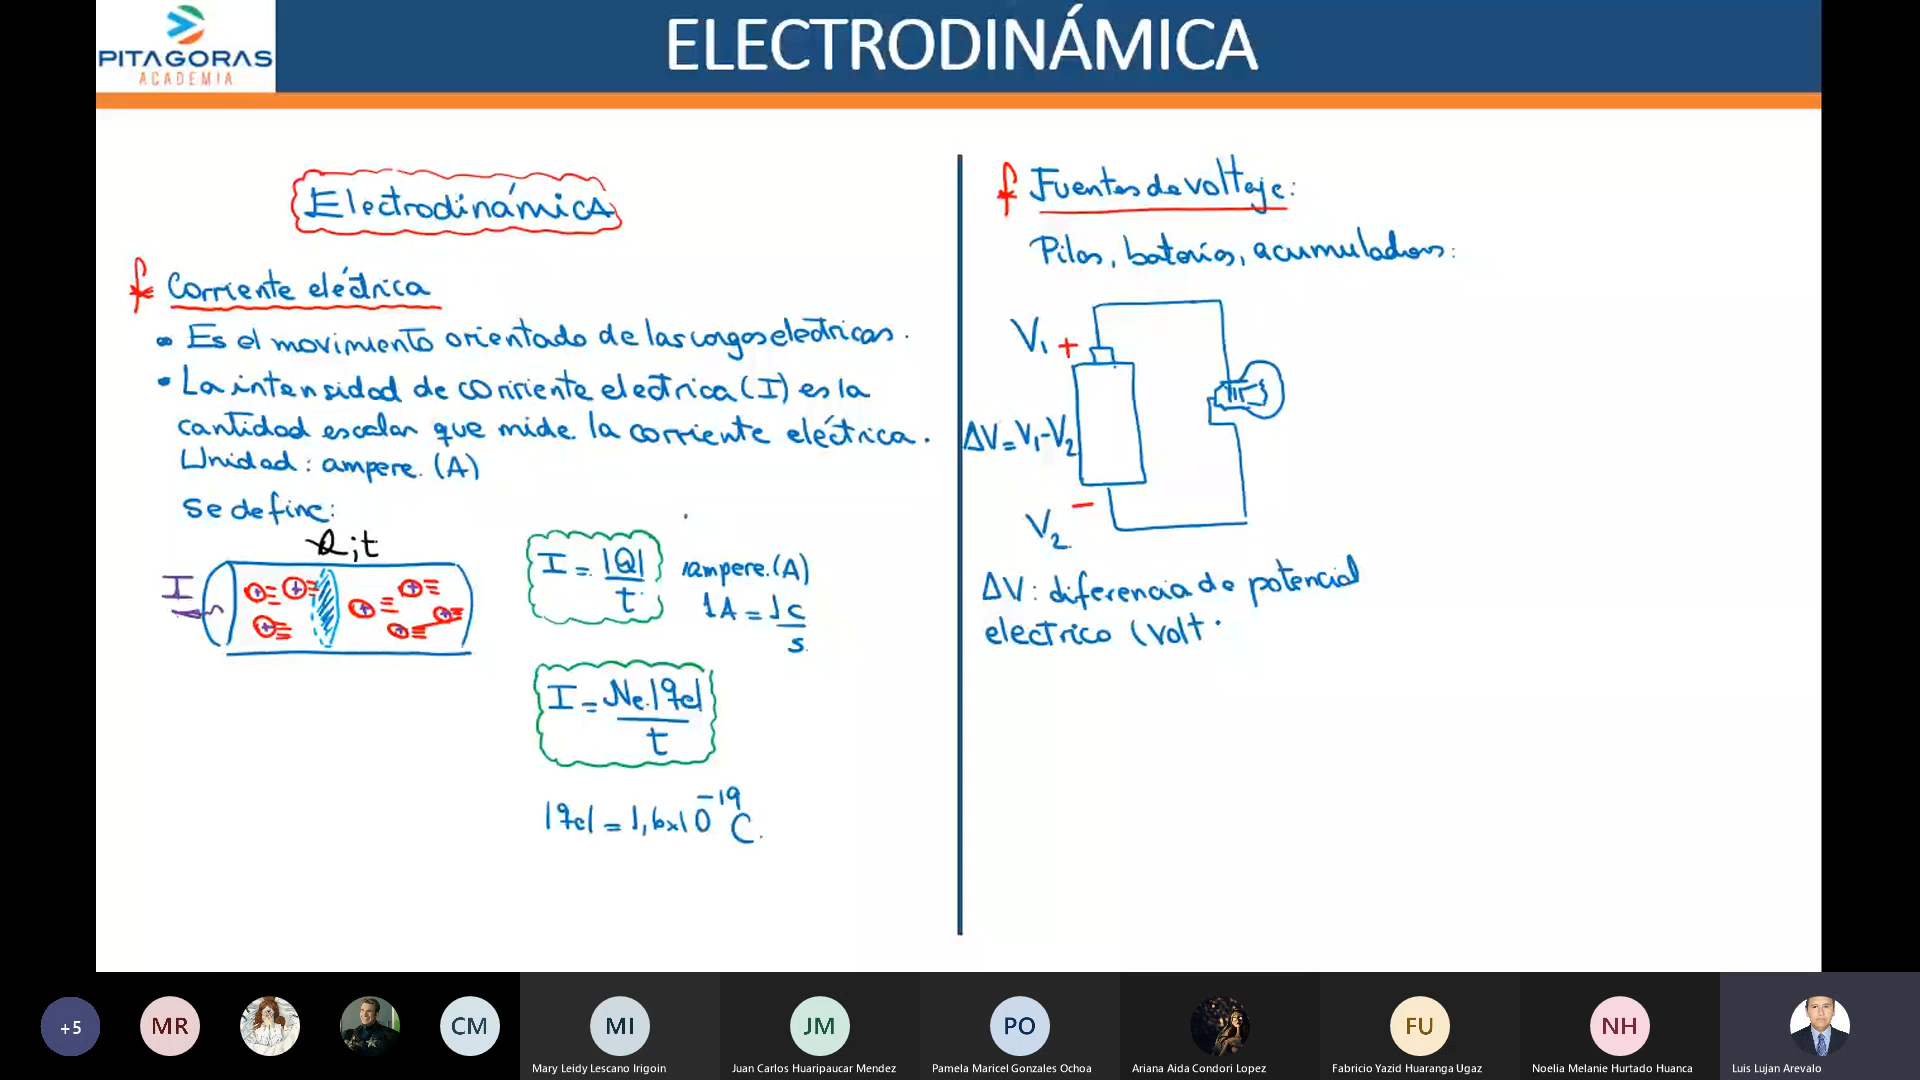 PITAGORAS
ACADEMIA
ELECTRODINÁMICA
Electrodinámica
Corriente eléctrica
Es el movimiento orientado de las cargas electricas.
La intensidad de corriente electrica (I) es la
cantidad escalar que mide la corriente eléctrica.
Unidad: ampere. (A)
Se define:
Q;t
I
I = |Q|/t
ampere.(A)
1A = 1C/s
I = Ne.|qe|/t
|qe| = 1,6x10⁻¹⁹ C.
Fuentes de voltaje:
Pilas, baterías, acumuladores:
V₁ +
ΔV = V₁-V₂
V₂ -
ΔV: diferencia de potencial
electrico (volt
+5
MR
CM
MI
JM
PO
FU
NH
Mary Leidy Lescano Irigoin
Juan Carlos Huaripaucar Mendez
Pamela Maricel Gonzales Ochoa
Ariana Aida Condori Lopez
Fabricio Yazid Huaranga Ugaz
Noelia Melanie Hurtado Huanca
Luis Lujan Arevalo